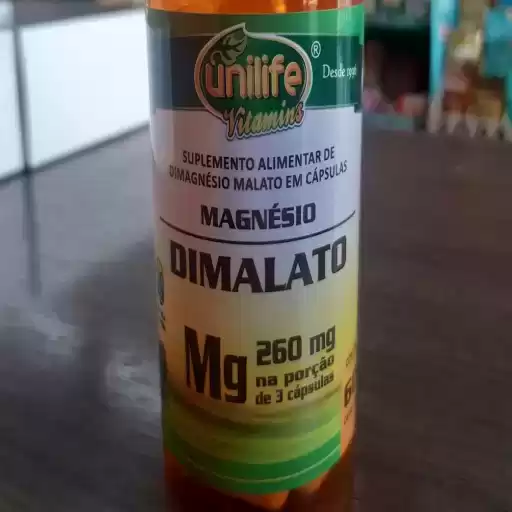 unilife
®
Vitamins
SUPLEMENTO ALIMENTAR DE
DIMAGNÉSIO MALATO EM CÁPSULAS
MAGNÉSIO
DIMALATO
Mg
260 mg
na porção
de 3 cápsulas
Desde